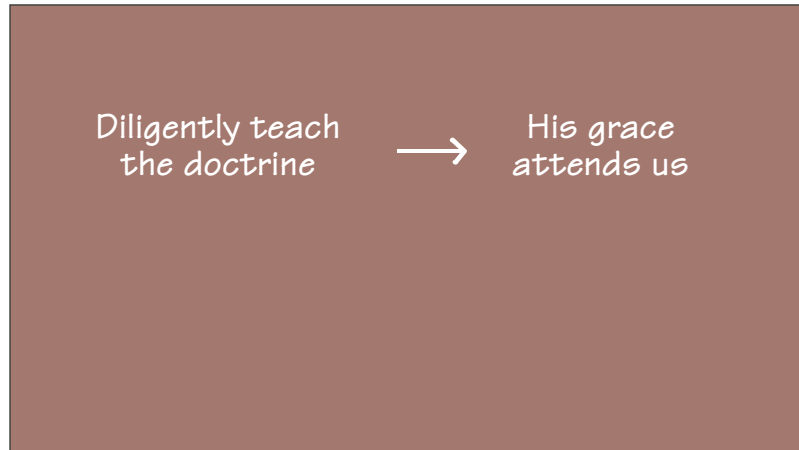 Diligently teach
the doctrine
→
His grace
attends us